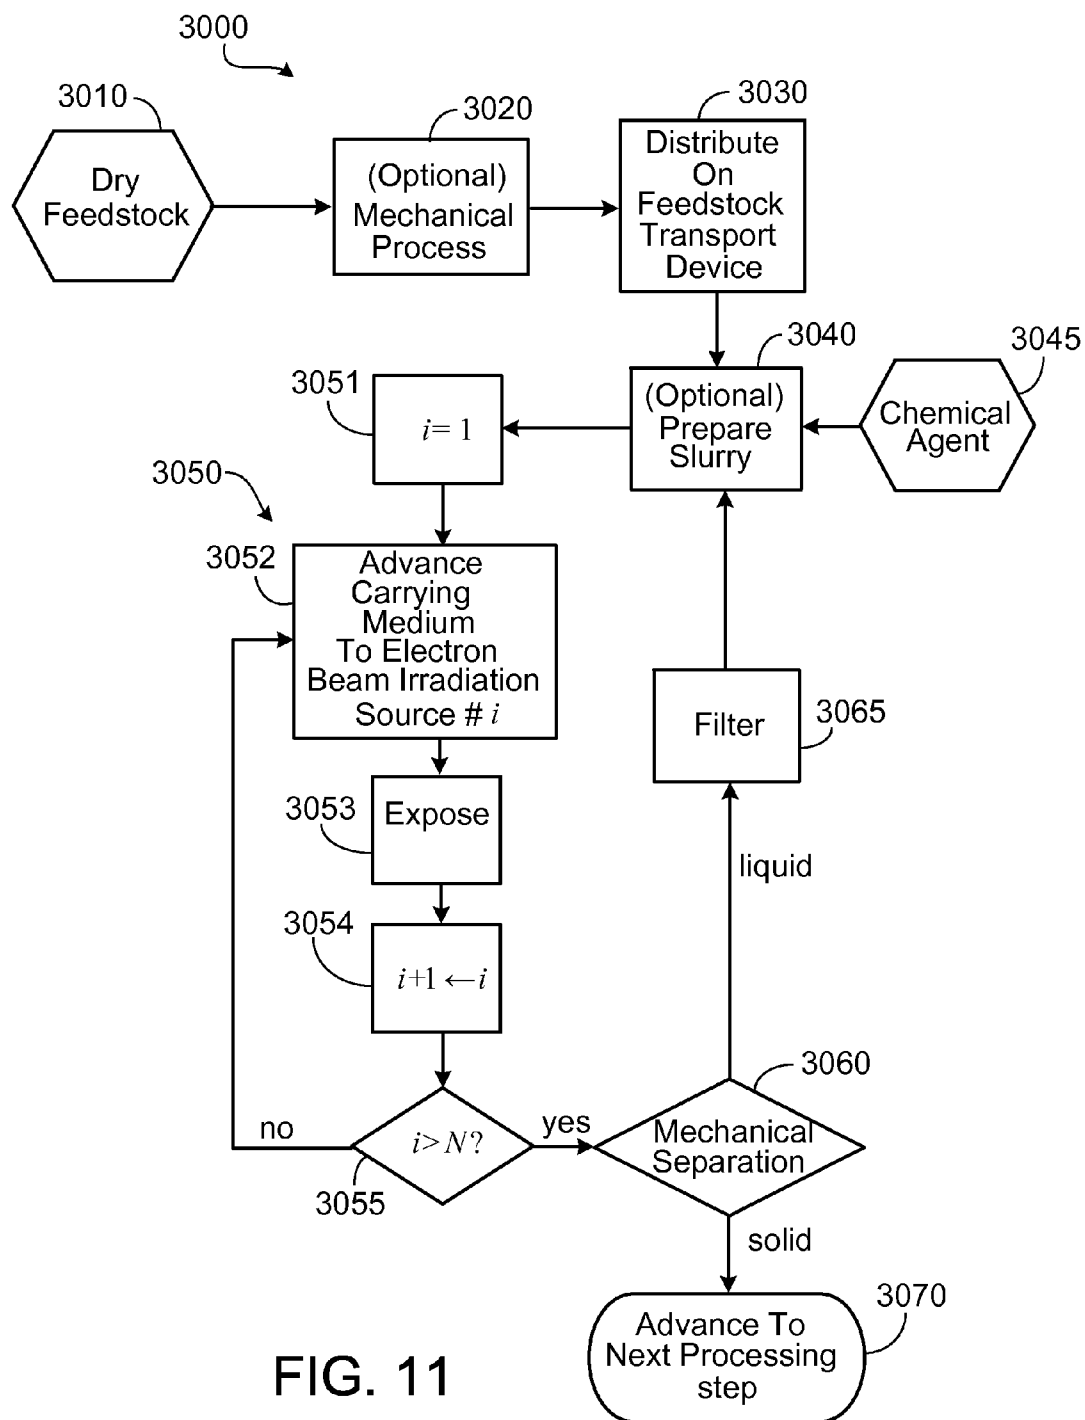 3000
3010
Dry
Feedstock
3020
(Optional)
Mechanical
Process
3030
Distribute
On
Feedstock
Transport
Device
3040
(Optional)
Prepare
Slurry
3045
Chemical
Agent
3051
i = 1
3050
3052
Advance
Carrying
Medium
To Electron
Beam Irradiation
Source # i
3053
Expose
3054
i+1 ← i
3055
i > N?
no
yes
3060
Mechanical
Separation
liquid
3065
Filter
solid
3070
Advance To
Next Processing
step
FIG. 11